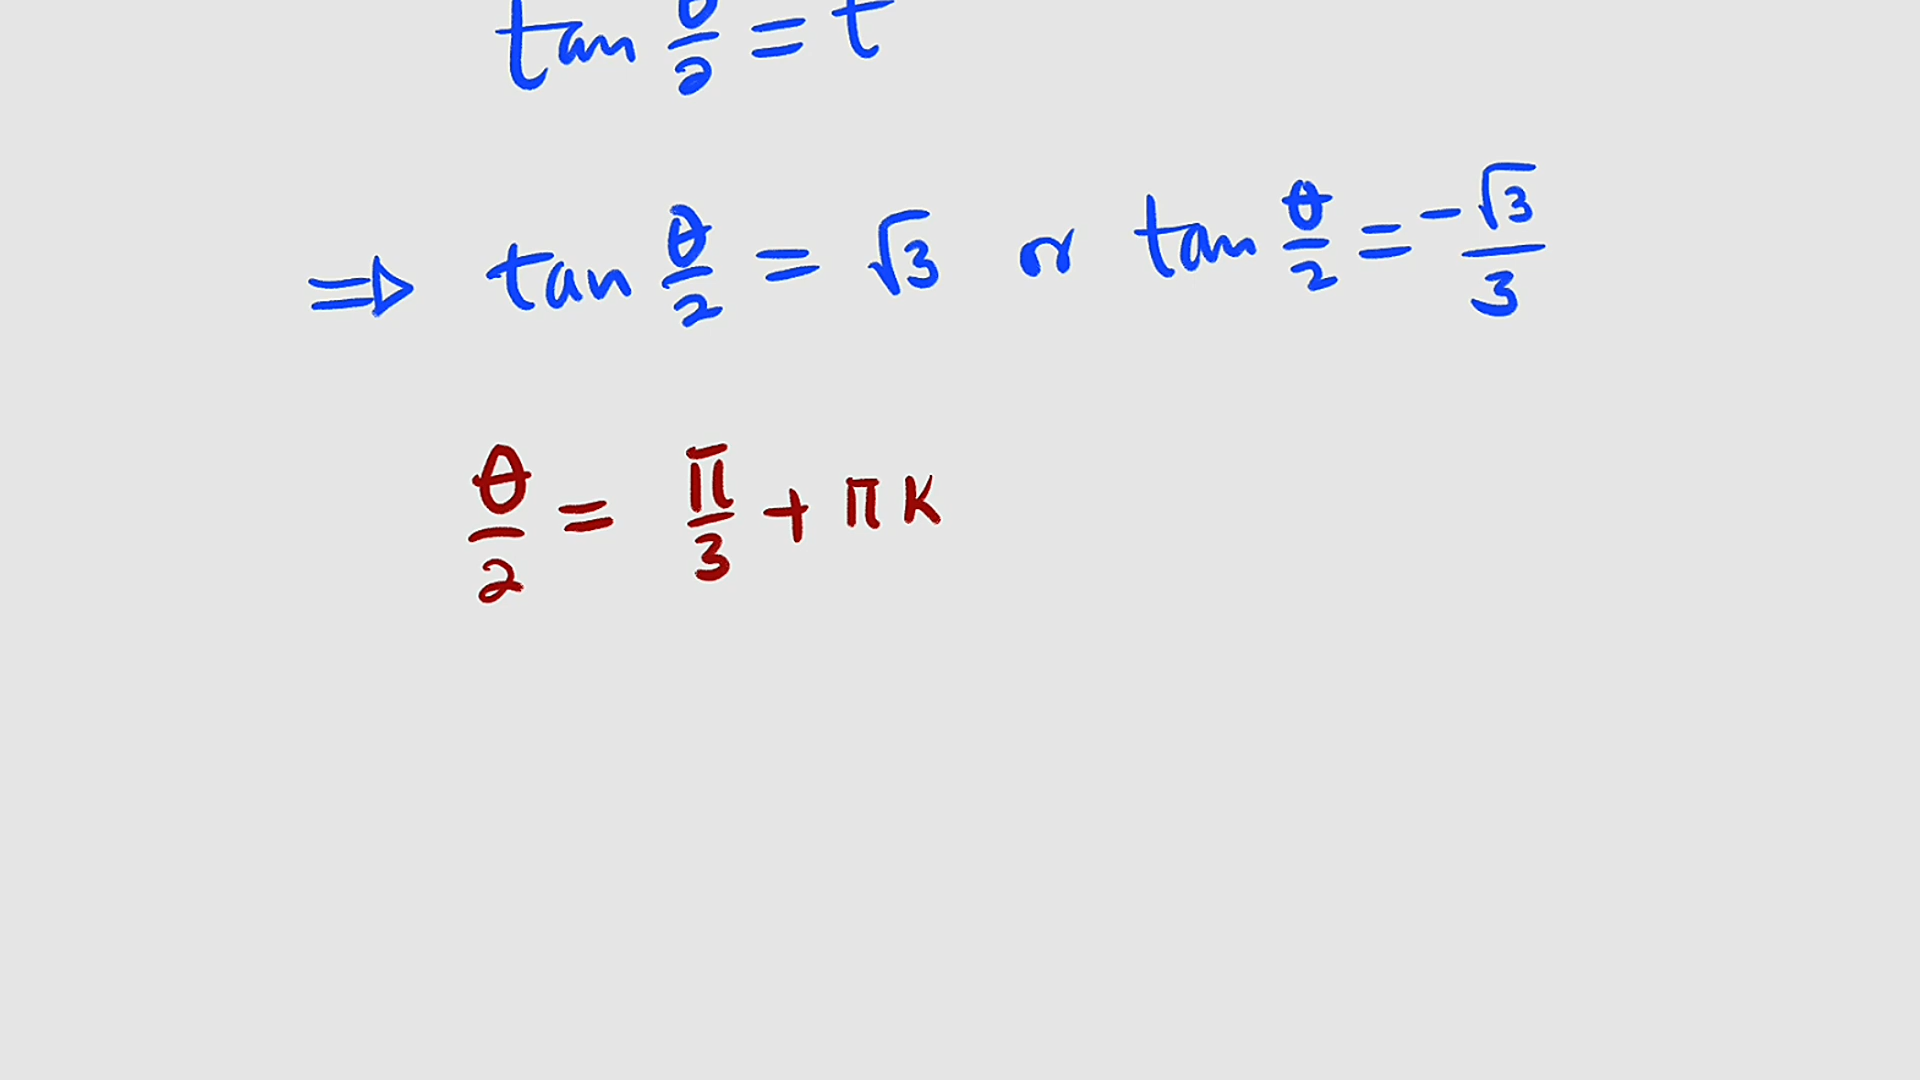 tan θ/2 = t
⇒ tan θ/2 = √3 or tan θ/2 = -√3/3
θ/2 = π/3 + πk